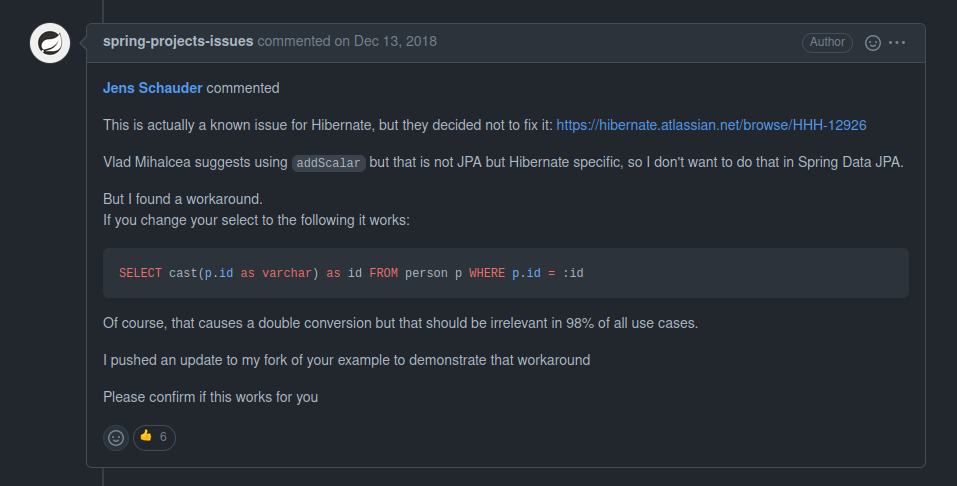 spring-projects-issues commented on Dec 13, 2018 Author
Jens Schauder commented
This is actually a known issue for Hibernate, but they decided not to fix it: https://hibernate.atlassian.net/browse/HHH-12926
Vlad Mihalcea suggests using addScalar but that is not JPA but Hibernate specific, so I don't want to do that in Spring Data JPA.
But I found a workaround.
If you change your select to the following it works:
SELECT cast(p.id as varchar) as id FROM person p WHERE p.id = :id
Of course, that causes a double conversion but that should be irrelevant in 98% of all use cases.
I pushed an update to my fork of your example to demonstrate that workaround
Please confirm if this works for you
👍 6